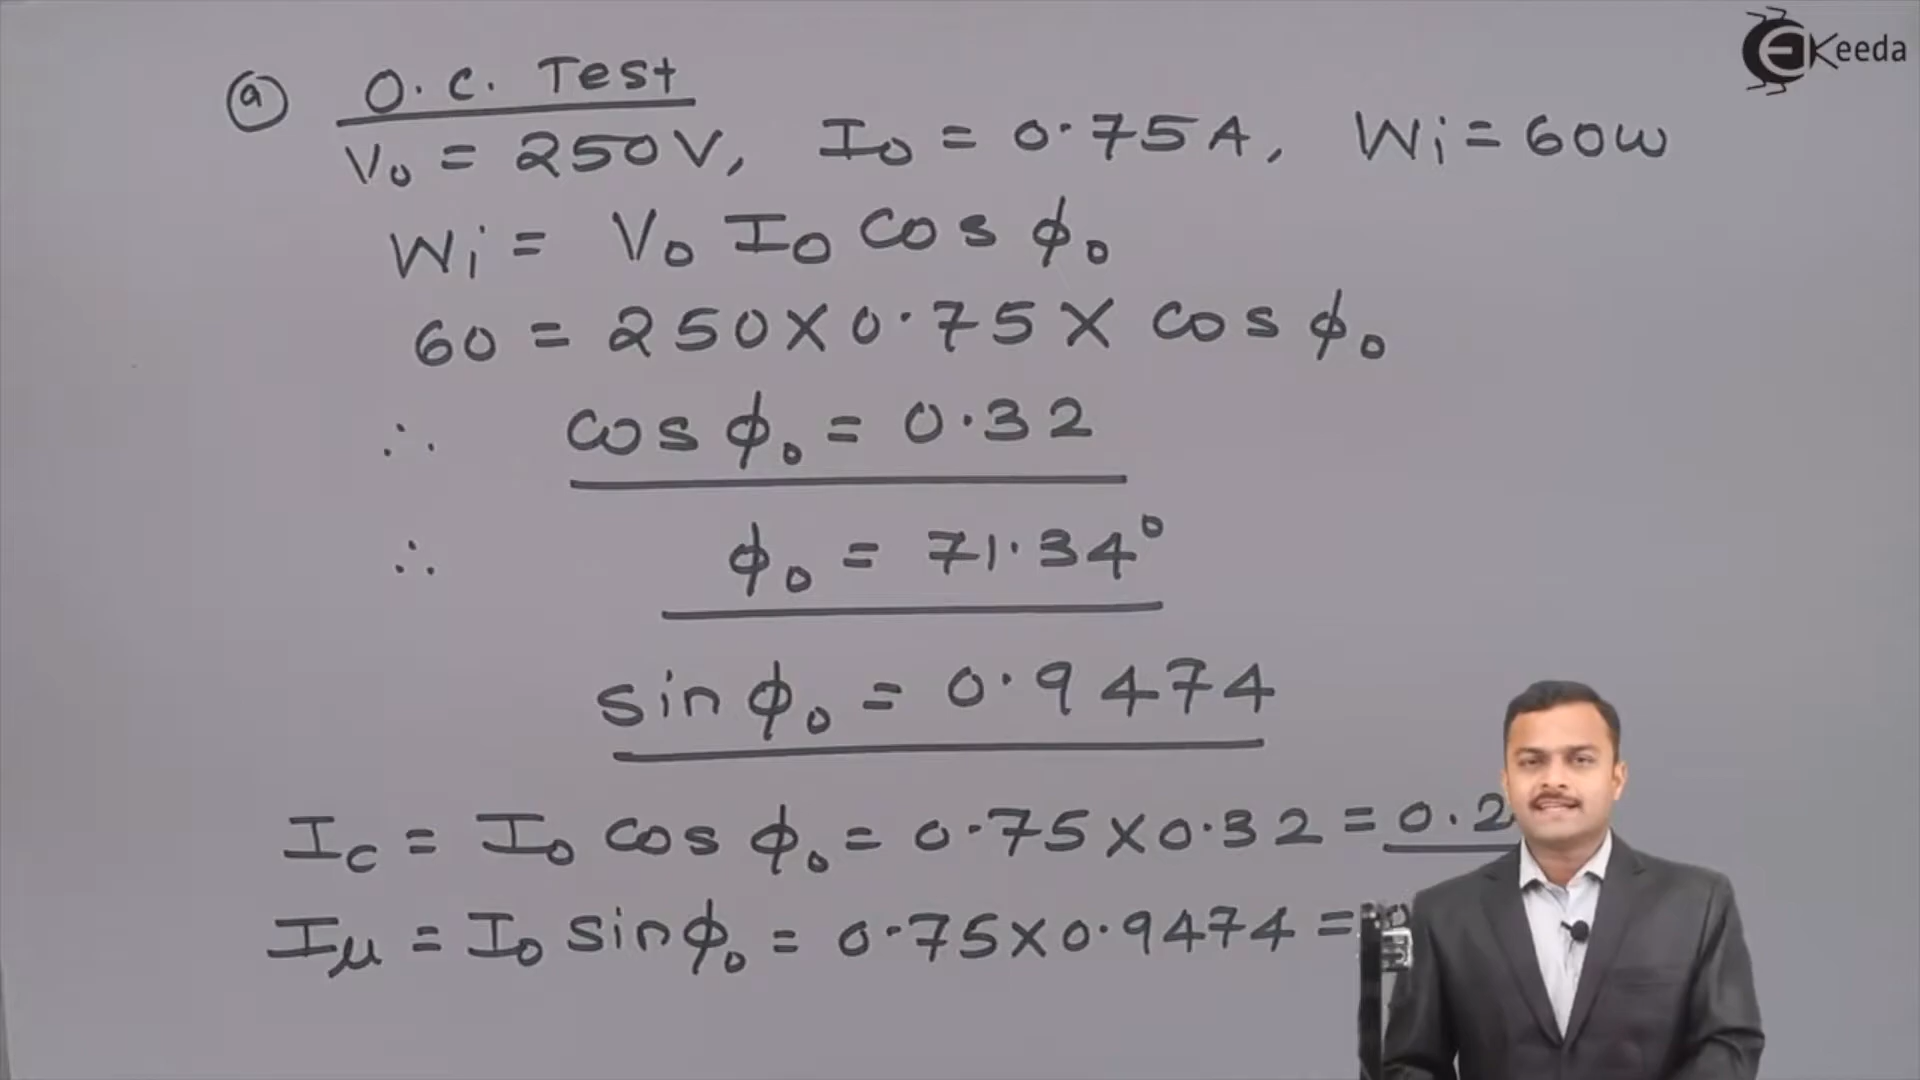 Keeda
ⓐ O.C. Test
V₀ = 250V, I₀ = 0.75A, Wi = 60W
Wi = V₀ I₀ cos ϕ₀
60 = 250 X 0.75 X cos ϕ₀
∴ cos ϕ₀ = 0.32
∴ ϕ₀ = 71.34°
sin ϕ₀ = 0.9474
Ic = I₀ cos ϕ₀ = 0.75 X 0.32 = 0.2
Iμ = I₀ sin ϕ₀ = 0.75 X 0.9474 =